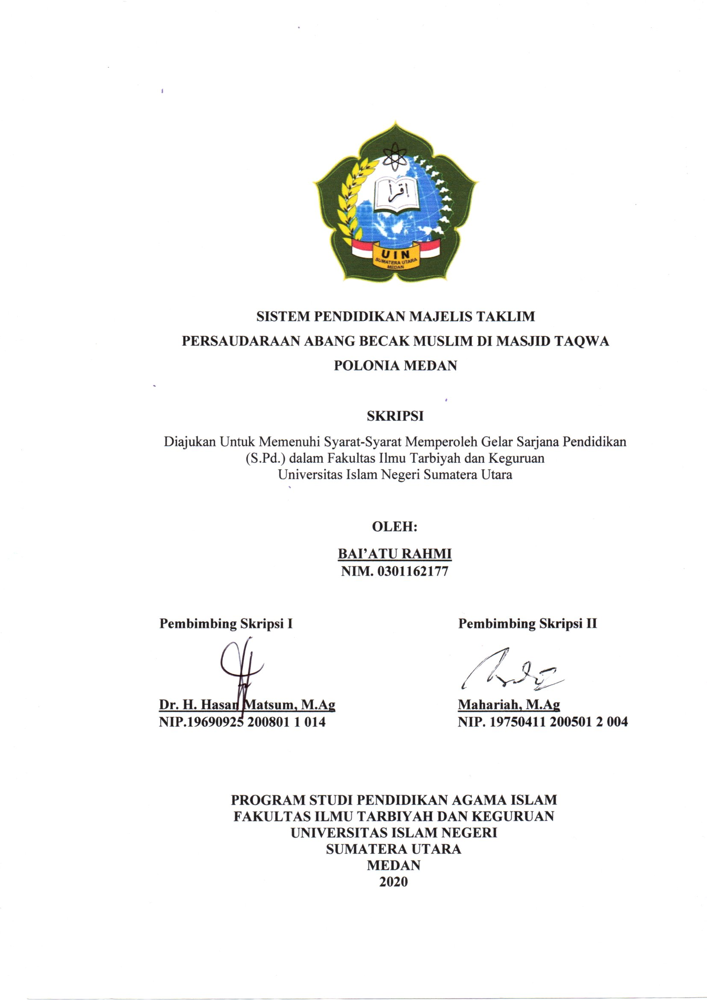 إقرأ
UIN
SUMATERA UTARA
MEDAN
SISTEM PENDIDIKAN MAJELIS TAKLIM
PERSAUDARAAN ABANG BECAK MUSLIM DI MASJID TAQWA
POLONIA MEDAN
SKRIPSI
Diajukan Untuk Memenuhi Syarat-Syarat Memperoleh Gelar Sarjana Pendidikan
(S.Pd.) dalam Fakultas Ilmu Tarbiyah dan Keguruan
Universitas Islam Negeri Sumatera Utara
OLEH:
BAI’ATU RAHMI
NIM. 0301162177
Pembimbing Skripsi I
Pembimbing Skripsi II
Dr. H. Hasan Matsum, M.Ag
Mahariah, M.Ag
NIP.19690925 200801 1 014
NIP. 19750411 200501 2 004
PROGRAM STUDI PENDIDIKAN AGAMA ISLAM
FAKULTAS ILMU TARBIYAH DAN KEGURUAN
UNIVERSITAS ISLAM NEGERI
SUMATERA UTARA
MEDAN
2020